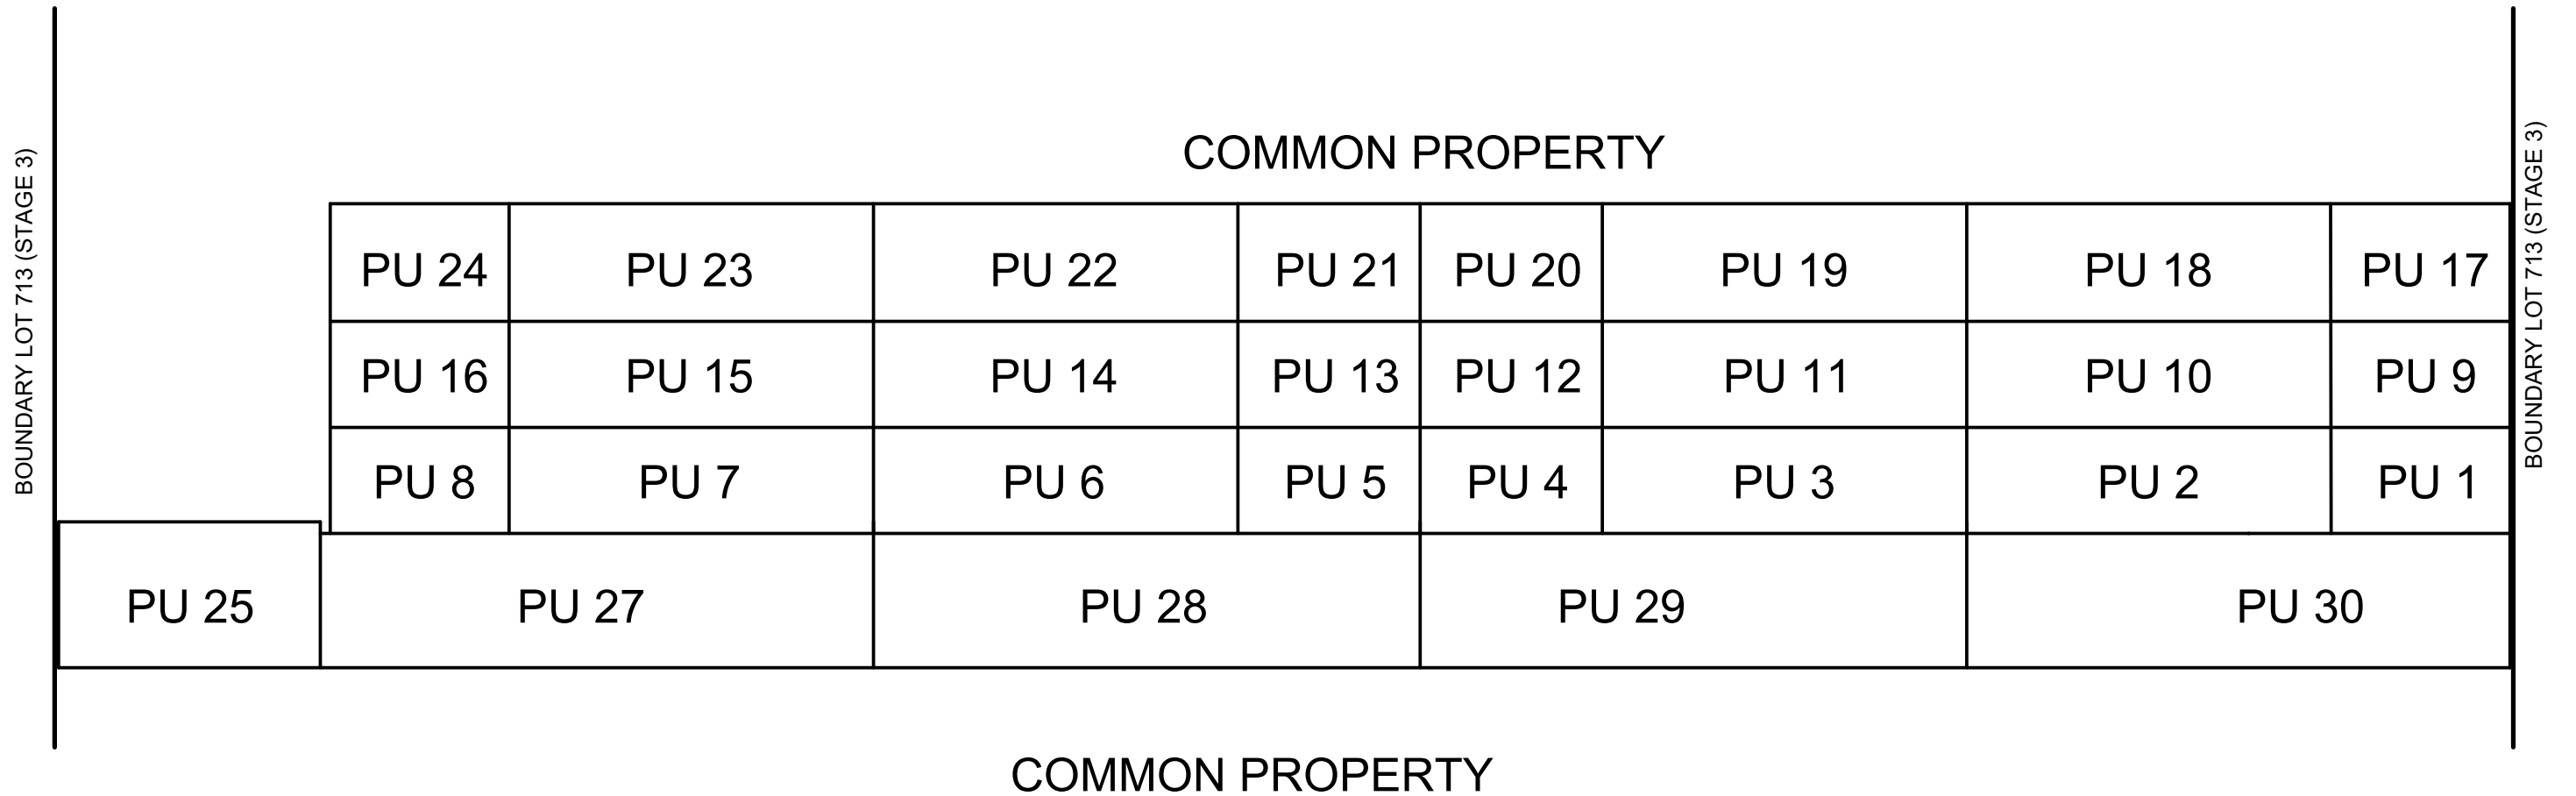 COMMON PROPERTY
BOUNDARY LOT 713 (STAGE 3)
BOUNDARY LOT 713 (STAGE 3)
PU 24 PU 23 PU 22 PU 21 PU 20 PU 19 PU 18 PU 17
PU 16 PU 15 PU 14 PU 13 PU 12 PU 11 PU 10 PU 9
PU 8 PU 7 PU 6 PU 5 PU 4 PU 3 PU 2 PU 1
PU 25 PU 27 PU 28 PU 29 PU 30
COMMON PROPERTY